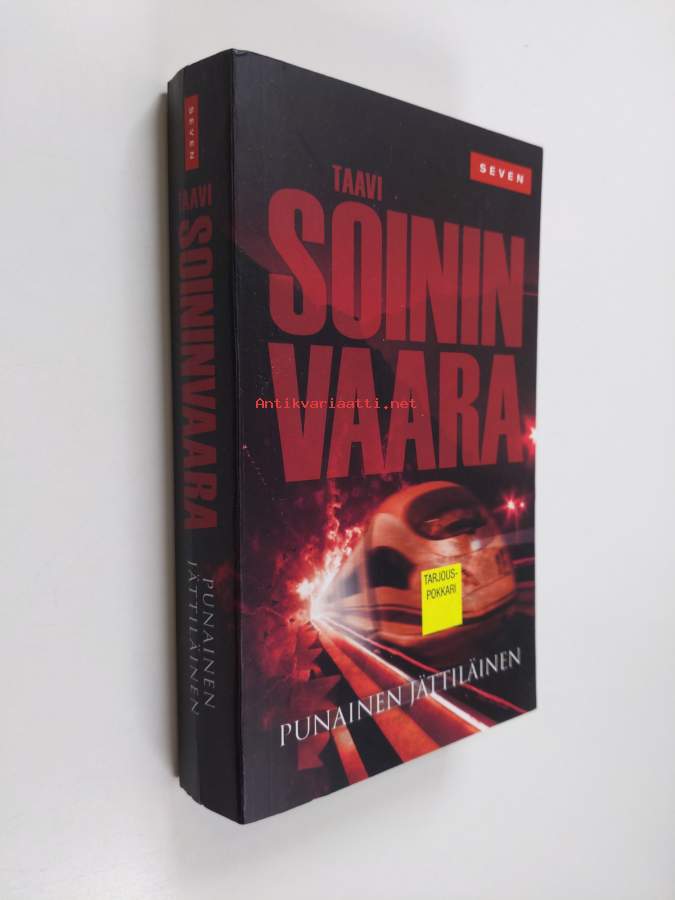 SEVEN
TAAVI
SOININVAARA
PUNAINEN
JÄTTILÄINEN
SEVEN
TAAVI
SOININ
VAARA
Antikvariaatti.net
TARJOUS-
POKKARI
PUNAINEN JÄTTILÄINEN